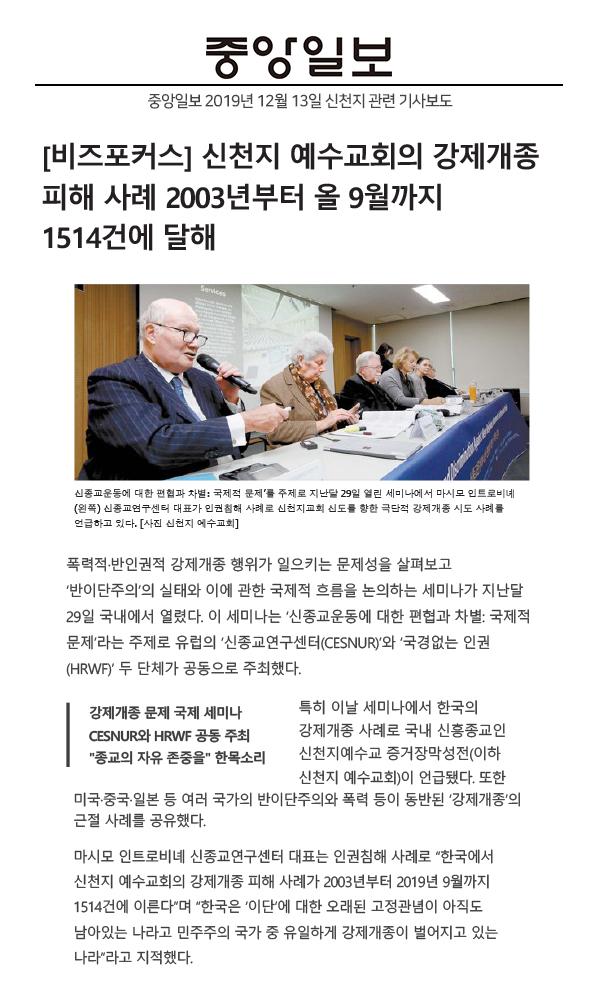 중앙일보
중앙일보 2019년 12월 13일 신천지 관련 기사보도
[비즈포커스] 신천지 예수교회의 강제개종
피해 사례 2003년부터 올 9월까지
1514건에 달해
Services
신종교운동에 대한 편협과 차별: 국제적 문제'를 주제로 지난달 29일 열린 세미나에서 마시모 인트로비녜
(왼쪽) 신종교연구센터 대표가 인권침해 사례로 신천지교회 신도를 향한 극단적 강제개종 시도 사례를
언급하고 있다. [사진 신천지 예수교회]
폭력적·반인권적 강제개종 행위가 일으키는 문제성을 살펴보고
'반이단주의'의 실태와 이에 관한 국제적 흐름을 논의하는 세미나가 지난달
29일 국내에서 열렸다. 이 세미나는 '신종교운동에 대한 편협과 차별: 국제적
문제'라는 주제로 유럽의 '신종교연구센터(CESNUR)'와 '국경없는 인권
(HRWF)' 두 단체가 공동으로 주최했다.
강제개종 문제 국제 세미나
CESNUR와 HRWF 공동 주최
"종교의 자유 존중을" 한목소리
특히 이날 세미나에서 한국의
강제개종 사례로 국내 신흥종교인
신천지예수교 증거장막성전(이하
신천지 예수교회)이 언급됐다. 또한
미국·중국·일본 등 여러 국가의 반이단주의와 폭력 등이 동반된 '강제개종'의
근절 사례를 공유했다.
마시모 인트로비녜 신종교연구센터 대표는 인권침해 사례로 "한국에서
신천지 예수교회의 강제개종 피해 사례가 2003년부터 2019년 9월까지
1514건에 이른다"며 "한국은 '이단'에 대한 오래된 고정관념이 아직도
남아있는 나라고 민주주의 국가 중 유일하게 강제개종이 벌어지고 있는
나라"라고 지적했다.